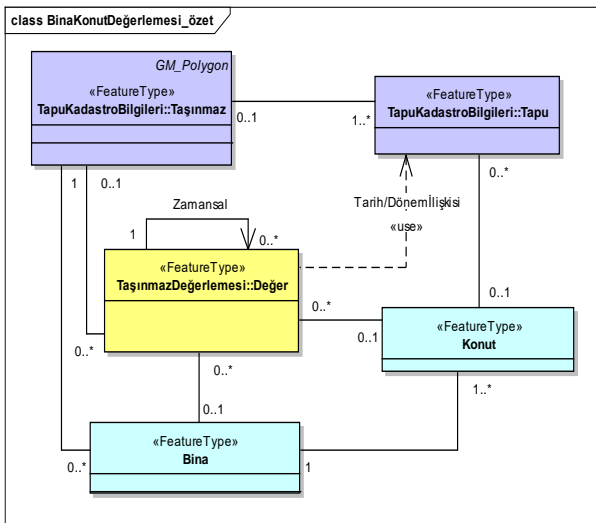 class BinaKonutDeğerlemesi_özet
GM_Polygon
«FeatureType»
TapuKadastroBilgileri::Taşınmaz
«FeatureType»
TapuKadastroBilgileri::Tapu
0..1
1..*
1
0..1
0..*
Zamansal
1
0..*
Tarih/Dönemİlişkisi
«use»
«FeatureType»
TaşınmazDeğerlemesi::Değer
0..*
0..1
0..1
«FeatureType»
Konut
0..*
0..*
0..1
1..*
«FeatureType»
Bina
0..*
1